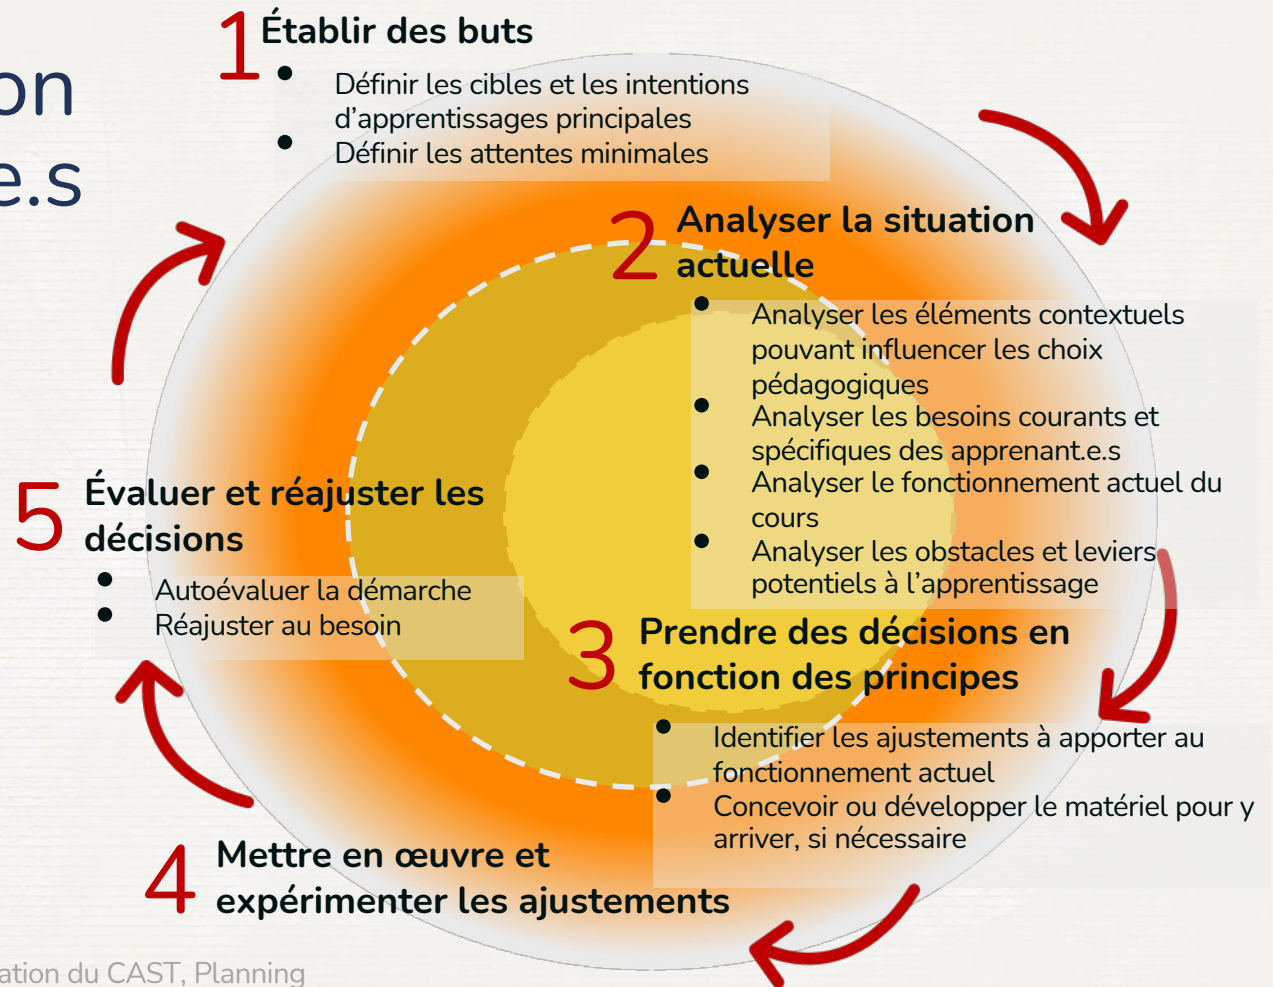 on
e.s
1 Établir des buts
• Définir les cibles et les intentions
d'apprentissages principales
• Définir les attentes minimales
2 Analyser la situation
actuelle
• Analyser les éléments contextuels
pouvant influencer les choix
pédagogiques
• Analyser les besoins courants et
spécifiques des apprenant.e.s
• Analyser le fonctionnement actuel du
cours
• Analyser les obstacles et leviers
potentiels à l'apprentissage
3 Prendre des décisions en
fonction des principes
• Identifier les ajustements à apporter au
fonctionnement actuel
• Concevoir ou développer le matériel pour y
arriver, si nécessaire
4 Mettre en œuvre et
expérimenter les ajustements
5 Évaluer et réajuster les
décisions
• Autoévaluer la démarche
• Réajuster au besoin
ation du CAST, Planning